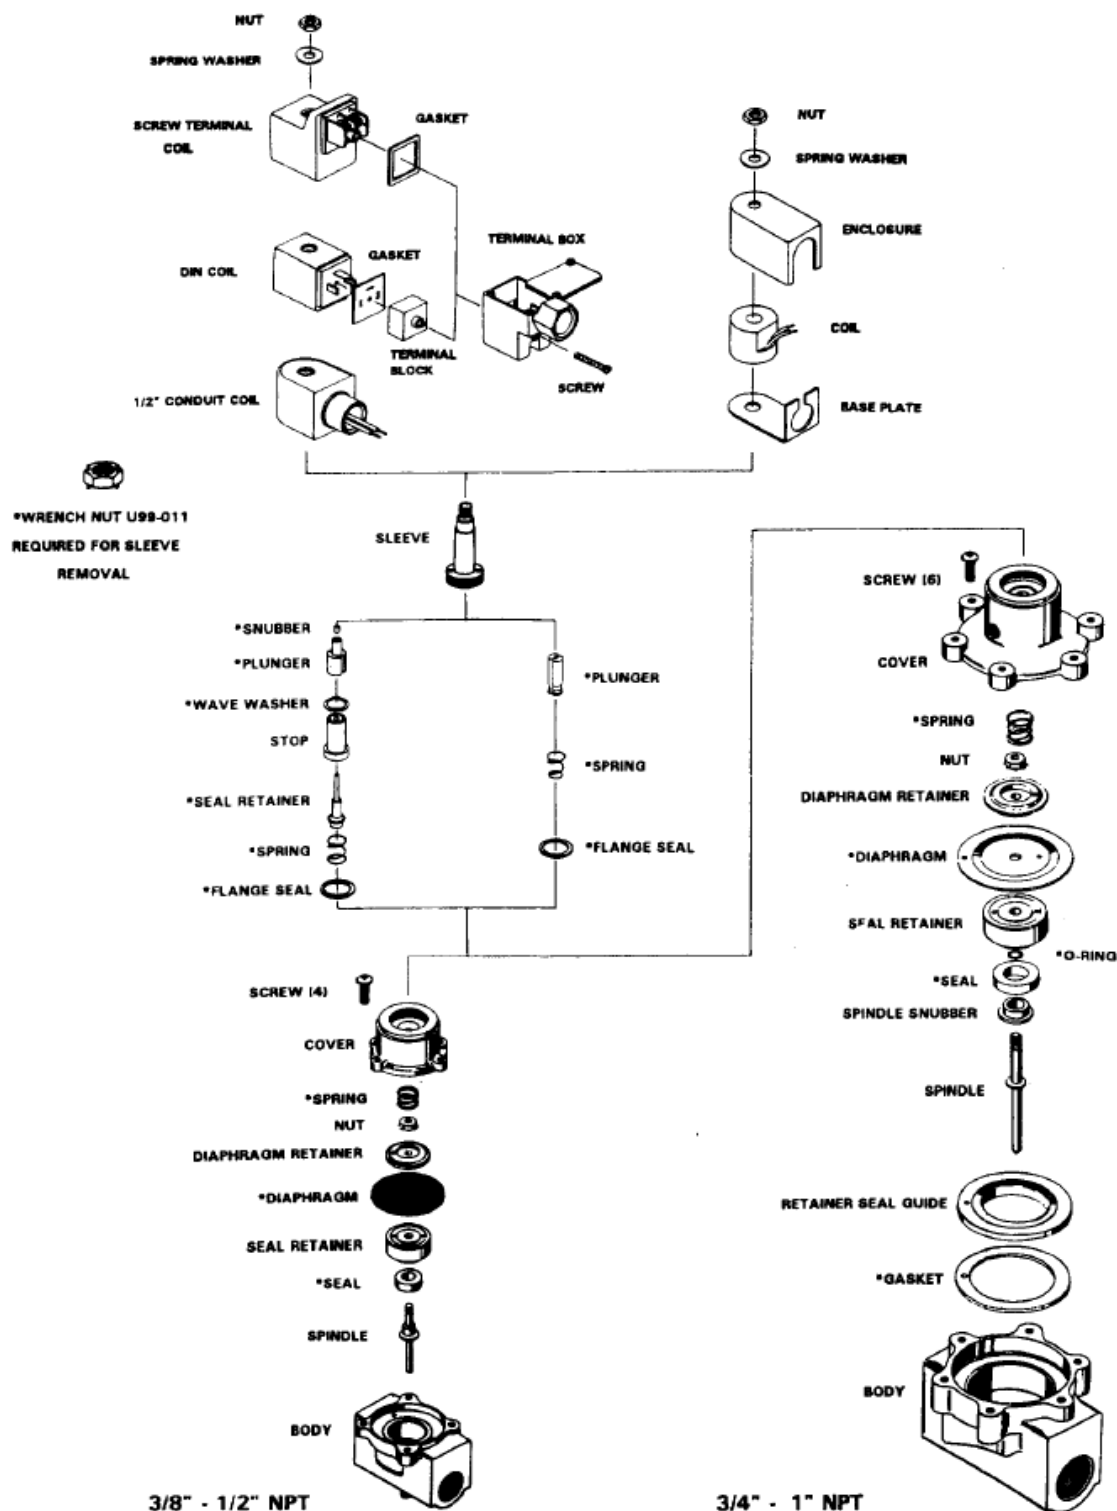 NUT
SPRING WASHER
SCREW TERMINAL
COIL
GASKET
DIN COIL
GASKET
TERMINAL BOX
TERMINAL
BLOCK
SCREW
1/2" CONDUIT COIL
NUT
SPRING WASHER
ENCLOSURE
COIL
BASE PLATE
*WRENCH NUT U99-011
REQUIRED FOR SLEEVE
REMOVAL
SLEEVE
*SNUBBER
*PLUNGER
*WAVE WASHER
STOP
*SEAL RETAINER
*SPRING
*FLANGE SEAL
*PLUNGER
*SPRING
*FLANGE SEAL
SCREW (4)
COVER
*SPRING
NUT
DIAPHRAGM RETAINER
*DIAPHRAGM
SEAL RETAINER
*SEAL
SPINDLE
BODY
3/8" - 1/2" NPT
SCREW (6)
COVER
*SPRING
NUT
DIAPHRAGM RETAINER
*DIAPHRAGM
SEAL RETAINER
*O-RING
*SEAL
SPINDLE SNUBBER
SPINDLE
RETAINER SEAL GUIDE
*GASKET
BODY
3/4" - 1" NPT